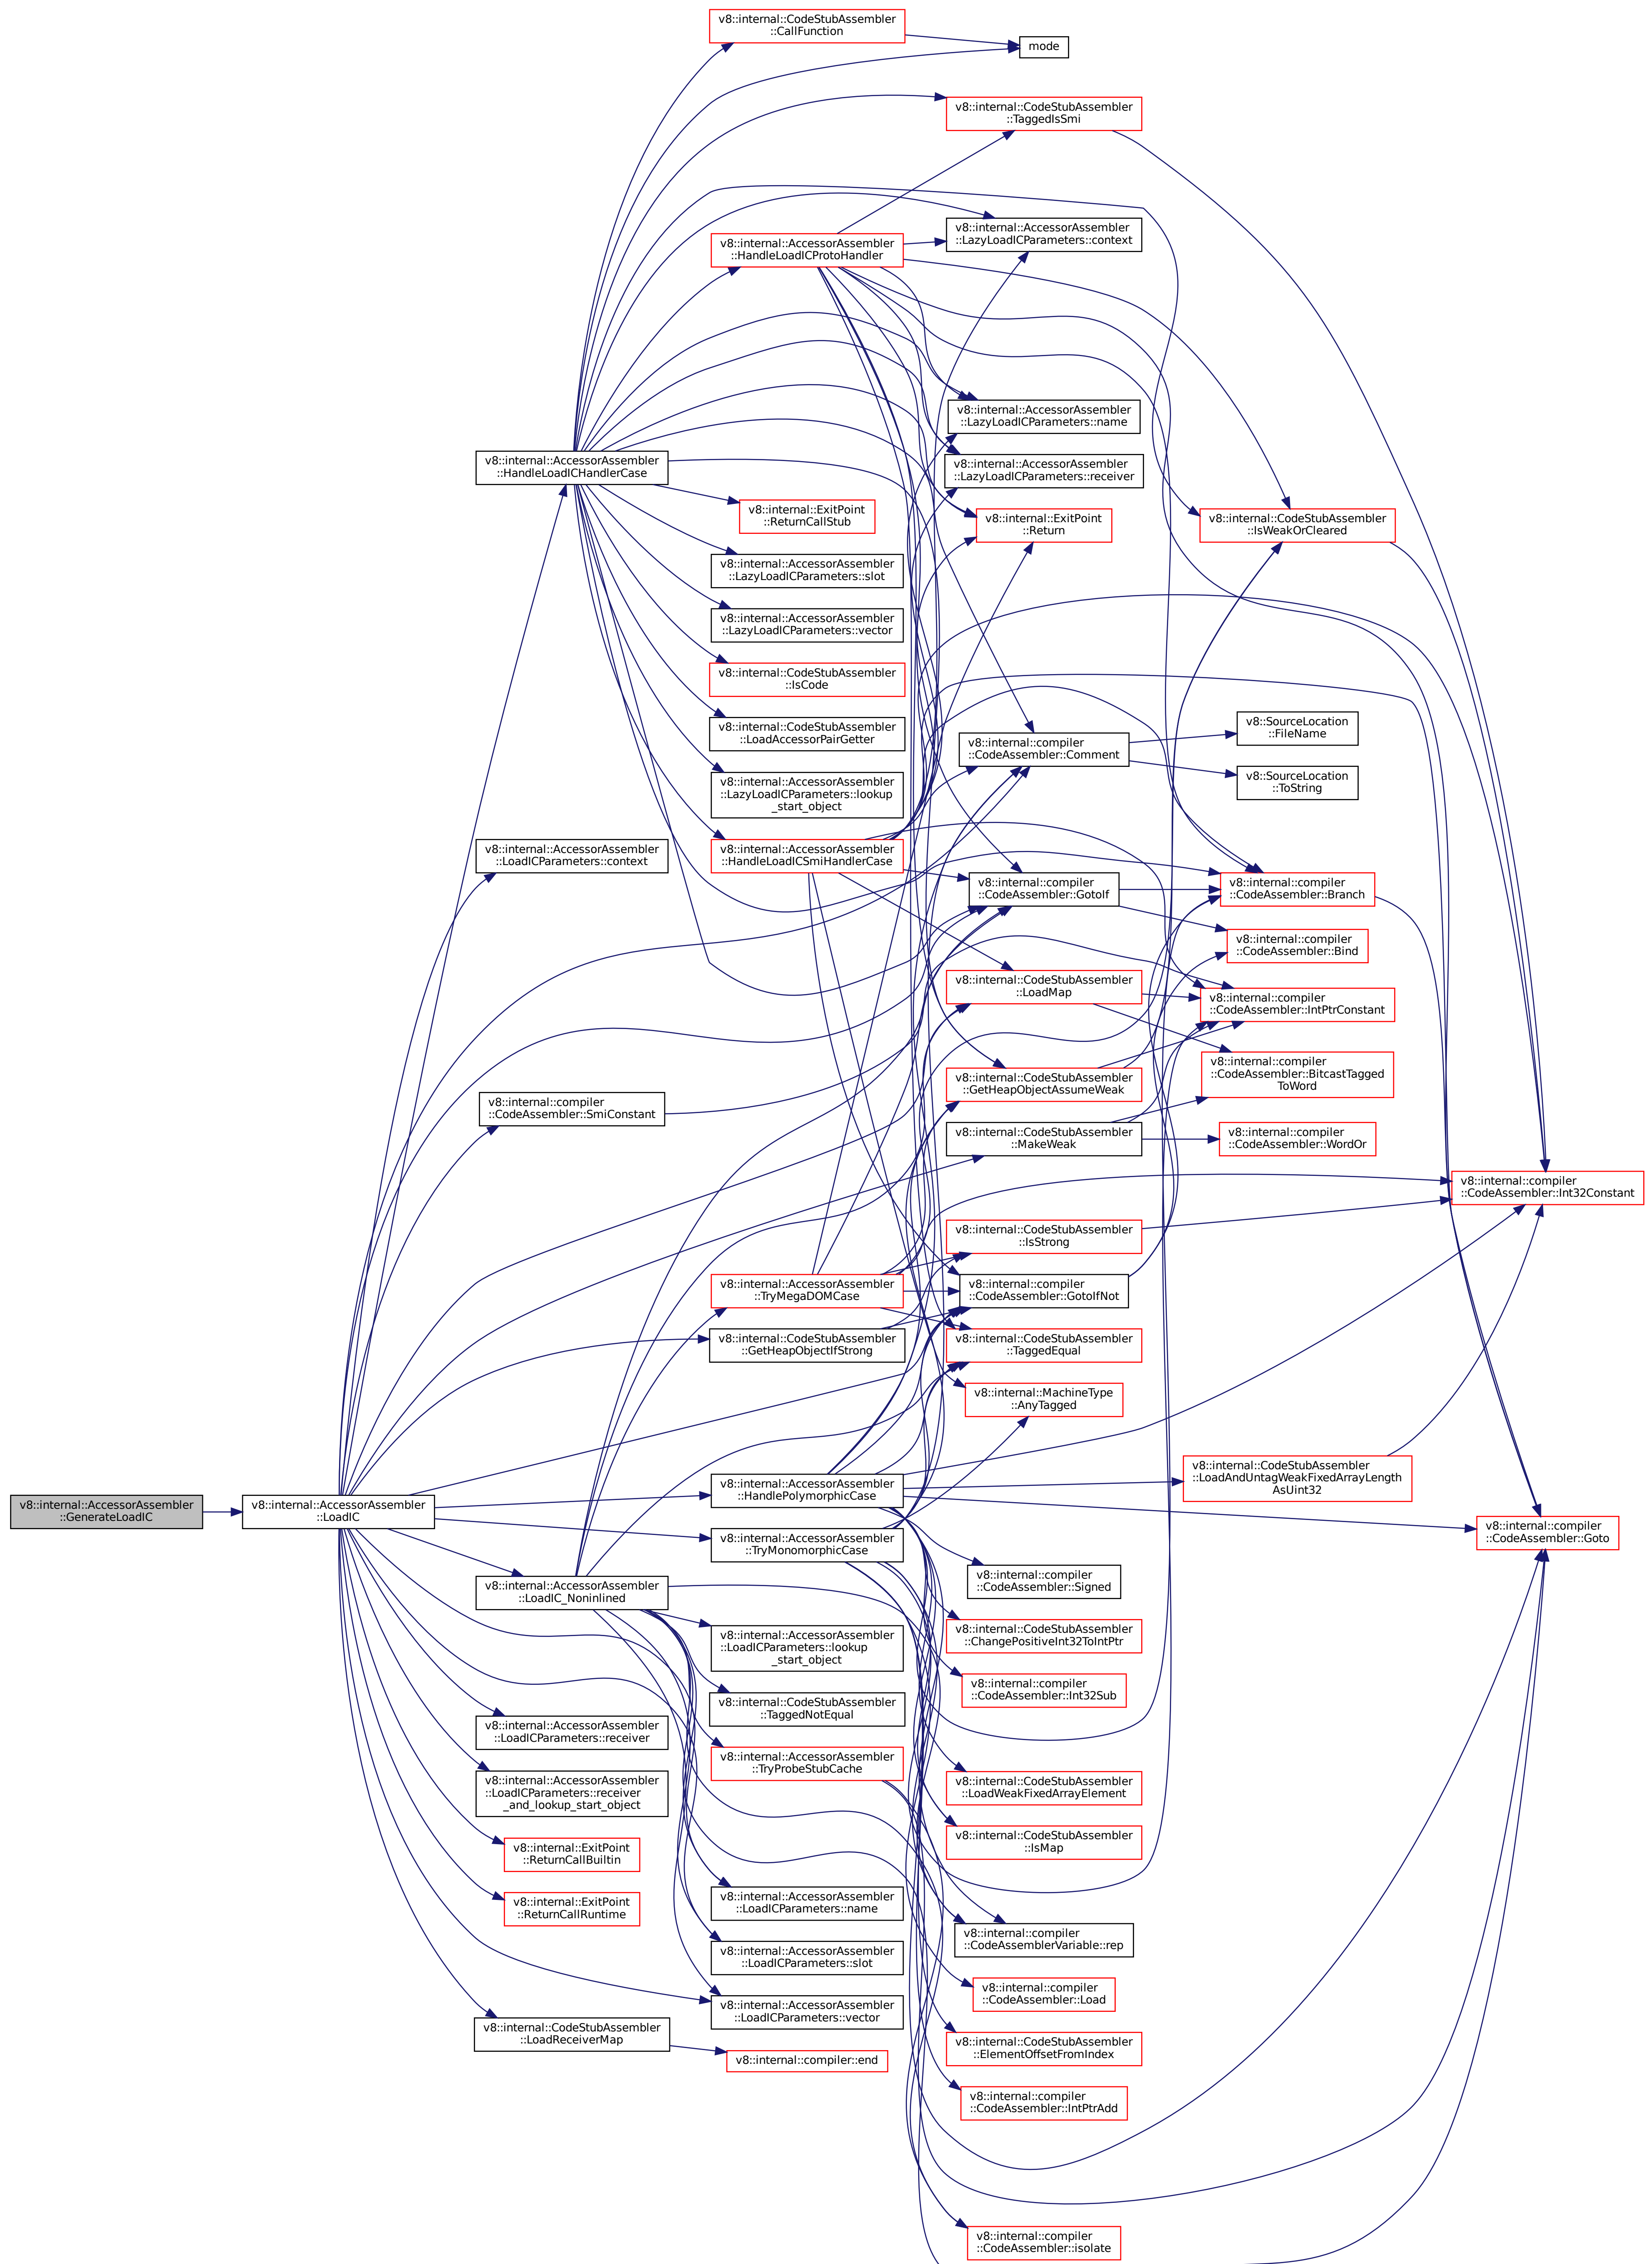 v8::internal::CodeStubAssembler
::CallFunction
mode
v8::internal::CodeStubAssembler
::TaggedIsSmi
v8::internal::AccessorAssembler
::LazyLoadICParameters::context
v8::internal::AccessorAssembler
::HandleLoadICProtoHandler
v8::internal::AccessorAssembler
::LazyLoadICParameters::name
v8::internal::AccessorAssembler
::HandleLoadICHandlerCase
v8::internal::AccessorAssembler
::LazyLoadICParameters::receiver
v8::internal::ExitPoint
::ReturnCallStub
v8::internal::ExitPoint
::Return
v8::internal::CodeStubAssembler
::IsWeakOrCleared
v8::internal::AccessorAssembler
::LazyLoadICParameters::slot
v8::internal::AccessorAssembler
::LazyLoadICParameters::vector
v8::internal::CodeStubAssembler
::IsCode
v8::internal::CodeStubAssembler
::LoadAccessorPairGetter
v8::internal::compiler
::CodeAssembler::Comment
v8::SourceLocation
::FileName
v8::SourceLocation
::ToString
v8::internal::AccessorAssembler
::LazyLoadICParameters::lookup
_start_object
v8::internal::AccessorAssembler
::LoadICParameters::context
v8::internal::AccessorAssembler
::HandleLoadICSmiHandlerCase
v8::internal::compiler
::CodeAssembler::GotoIf
v8::internal::compiler
::CodeAssembler::Branch
v8::internal::compiler
::CodeAssembler::Bind
v8::internal::CodeStubAssembler
::LoadMap
v8::internal::compiler
::CodeAssembler::IntPtrConstant
v8::internal::compiler
::CodeAssembler::BitcastTagged
ToWord
v8::internal::CodeStubAssembler
::GetHeapObjectAssumeWeak
v8::internal::compiler
::CodeAssembler::SmiConstant
v8::internal::CodeStubAssembler
::MakeWeak
v8::internal::compiler
::CodeAssembler::WordOr
v8::internal::compiler
::CodeAssembler::Int32Constant
v8::internal::CodeStubAssembler
::IsStrong
v8::internal::AccessorAssembler
::TryMegaDOMCase
v8::internal::compiler
::CodeAssembler::GotoIfNot
v8::internal::CodeStubAssembler
::GetHeapObjectIfStrong
v8::internal::CodeStubAssembler
::TaggedEqual
v8::internal::MachineType
::AnyTagged
v8::internal::CodeStubAssembler
::LoadAndUntagWeakFixedArrayLength
AsUint32
v8::internal::AccessorAssembler
::HandlePolymorphicCase
v8::internal::AccessorAssembler
::GenerateLoadIC
v8::internal::AccessorAssembler
::LoadIC
v8::internal::compiler
::CodeAssembler::Goto
v8::internal::AccessorAssembler
::TryMonomorphicCase
v8::internal::compiler
::CodeAssembler::Signed
v8::internal::AccessorAssembler
::LoadIC_Noninlined
v8::internal::CodeStubAssembler
::ChangePositiveInt32ToIntPtr
v8::internal::AccessorAssembler
::LoadICParameters::lookup
_start_object
v8::internal::compiler
::CodeAssembler::Int32Sub
v8::internal::CodeStubAssembler
::TaggedNotEqual
v8::internal::AccessorAssembler
::LoadICParameters::receiver
v8::internal::AccessorAssembler
::TryProbeStubCache
v8::internal::CodeStubAssembler
::LoadWeakFixedArrayElement
v8::internal::AccessorAssembler
::LoadICParameters::receiver
_and_lookup_start_object
v8::internal::CodeStubAssembler
::IsMap
v8::internal::ExitPoint
::ReturnCallBuiltin
v8::internal::AccessorAssembler
::LoadICParameters::name
v8::internal::ExitPoint
::ReturnCallRuntime
v8::internal::compiler
::CodeAssemblerVariable::rep
v8::internal::AccessorAssembler
::LoadICParameters::slot
v8::internal::compiler
::CodeAssembler::Load
v8::internal::AccessorAssembler
::LoadICParameters::vector
v8::internal::CodeStubAssembler
::LoadReceiverMap
v8::internal::CodeStubAssembler
::ElementOffsetFromIndex
v8::internal::compiler::end
v8::internal::compiler
::CodeAssembler::IntPtrAdd
v8::internal::compiler
::CodeAssembler::isolate